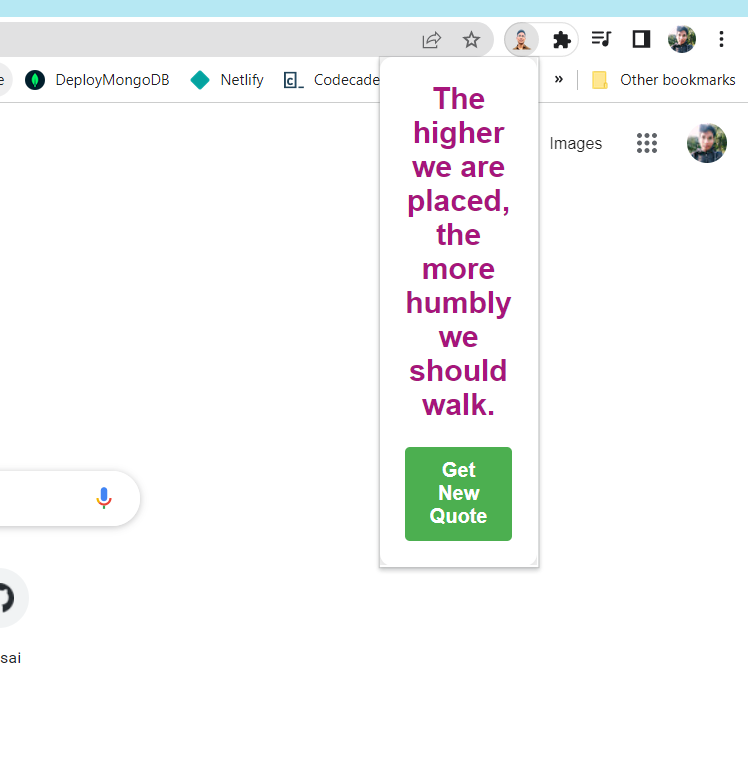 e DeployMongoDB Netlify Codecade » Other bookmarks
Images
The
higher
we are
placed,
the
more
humbly
we
should
walk.
Get
New
Quote
sai